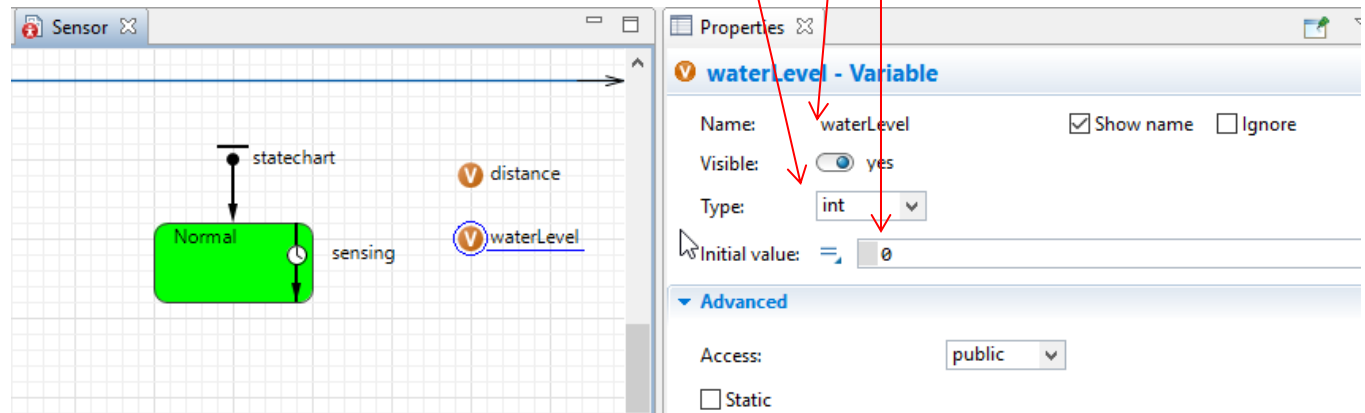 Sensor
statechart
distance
Normal
waterLevel
sensing
Properties
V waterLevel - Variable
Name: waterLevel Show name Ignore
Visible: yes
Type: int
Initial value: 0
Advanced
Access: public
Static